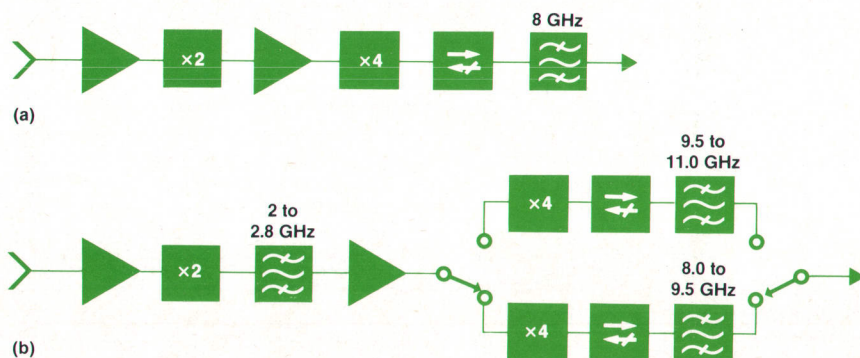 8 GHz
×2
×4
(a)
9.5 to
11.0 GHz
×4
2 to
2.8 GHz
×2
8.0 to
9.5 GHz
×4
(b)